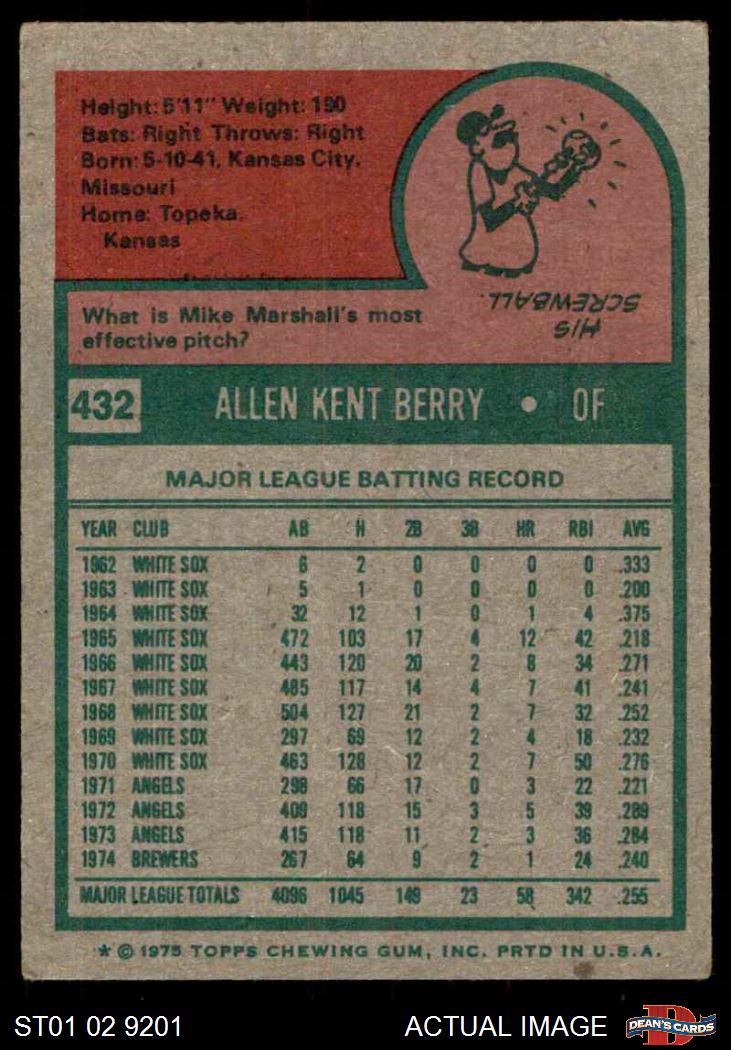 Height: 5'11" Weight: 190
Bats: Right Throws: Right
Born: 5-10-41, Kansas City,
Missouri
Home: Topeka
Kansas
HIS
SCREWBALL.
What is Mike Marshall's most
effective pitch?
432 ALLEN KENT BERRY • OF
MAJOR LEAGUE BATTING RECORD
YEAR CLUB AB H 2B 3B HR RBI AVG
1962 WHITE SOX 6 2 0 0 0 0 .333
1963 WHITE SOX 5 1 0 0 0 0 .200
1964 WHITE SOX 32 12 1 0 1 4 .375
1965 WHITE SOX 472 103 17 4 12 42 .218
1966 WHITE SOX 443 120 20 2 8 34 .271
1967 WHITE SOX 485 117 14 4 7 41 .241
1968 WHITE SOX 504 127 21 2 7 32 .252
1969 WHITE SOX 297 69 12 2 4 18 .232
1970 WHITE SOX 463 128 12 2 7 50 .276
1971 ANGELS 298 66 17 0 3 22 .221
1972 ANGELS 409 118 15 3 5 39 .289
1973 ANGELS 415 118 11 2 3 36 .284
1974 BREWERS 267 64 9 2 1 24 .240
MAJOR LEAGUE TOTALS 4096 1045 149 23 58 342 .255
* © 1975 TOPPS CHEWING GUM, INC. PRTD IN U.S.A.
ST01 02 9201 ACTUAL IMAGE DEAN'S CARDS